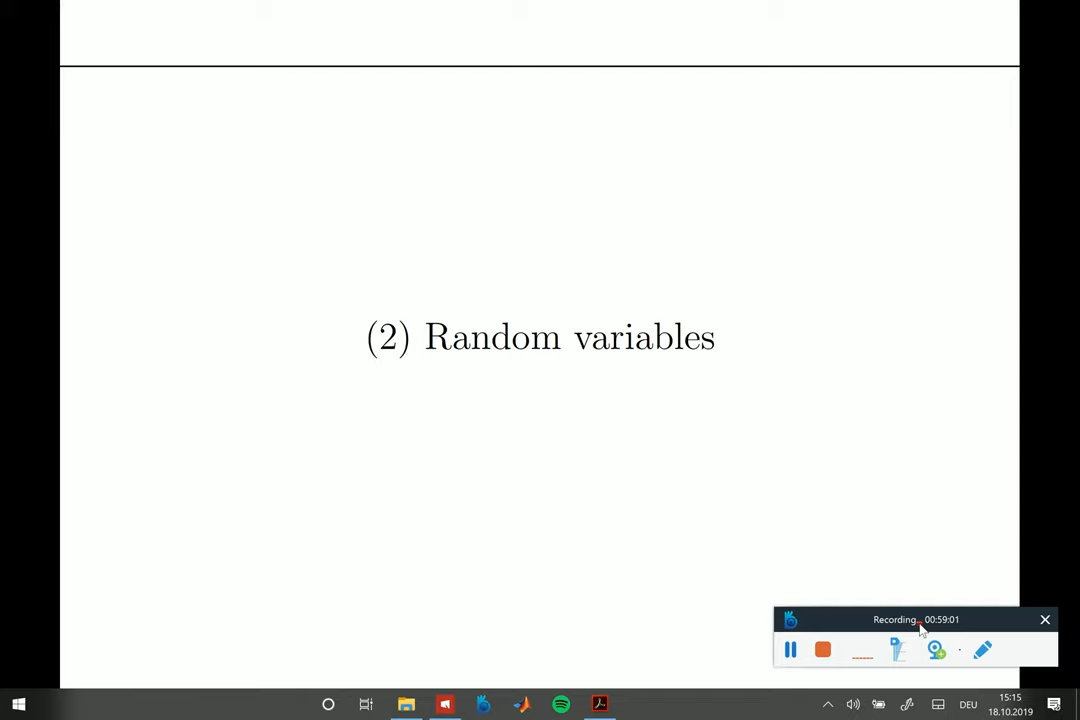 (2) Random variables
Recording... 00:59:01
DEU
15:15
18.10.2019